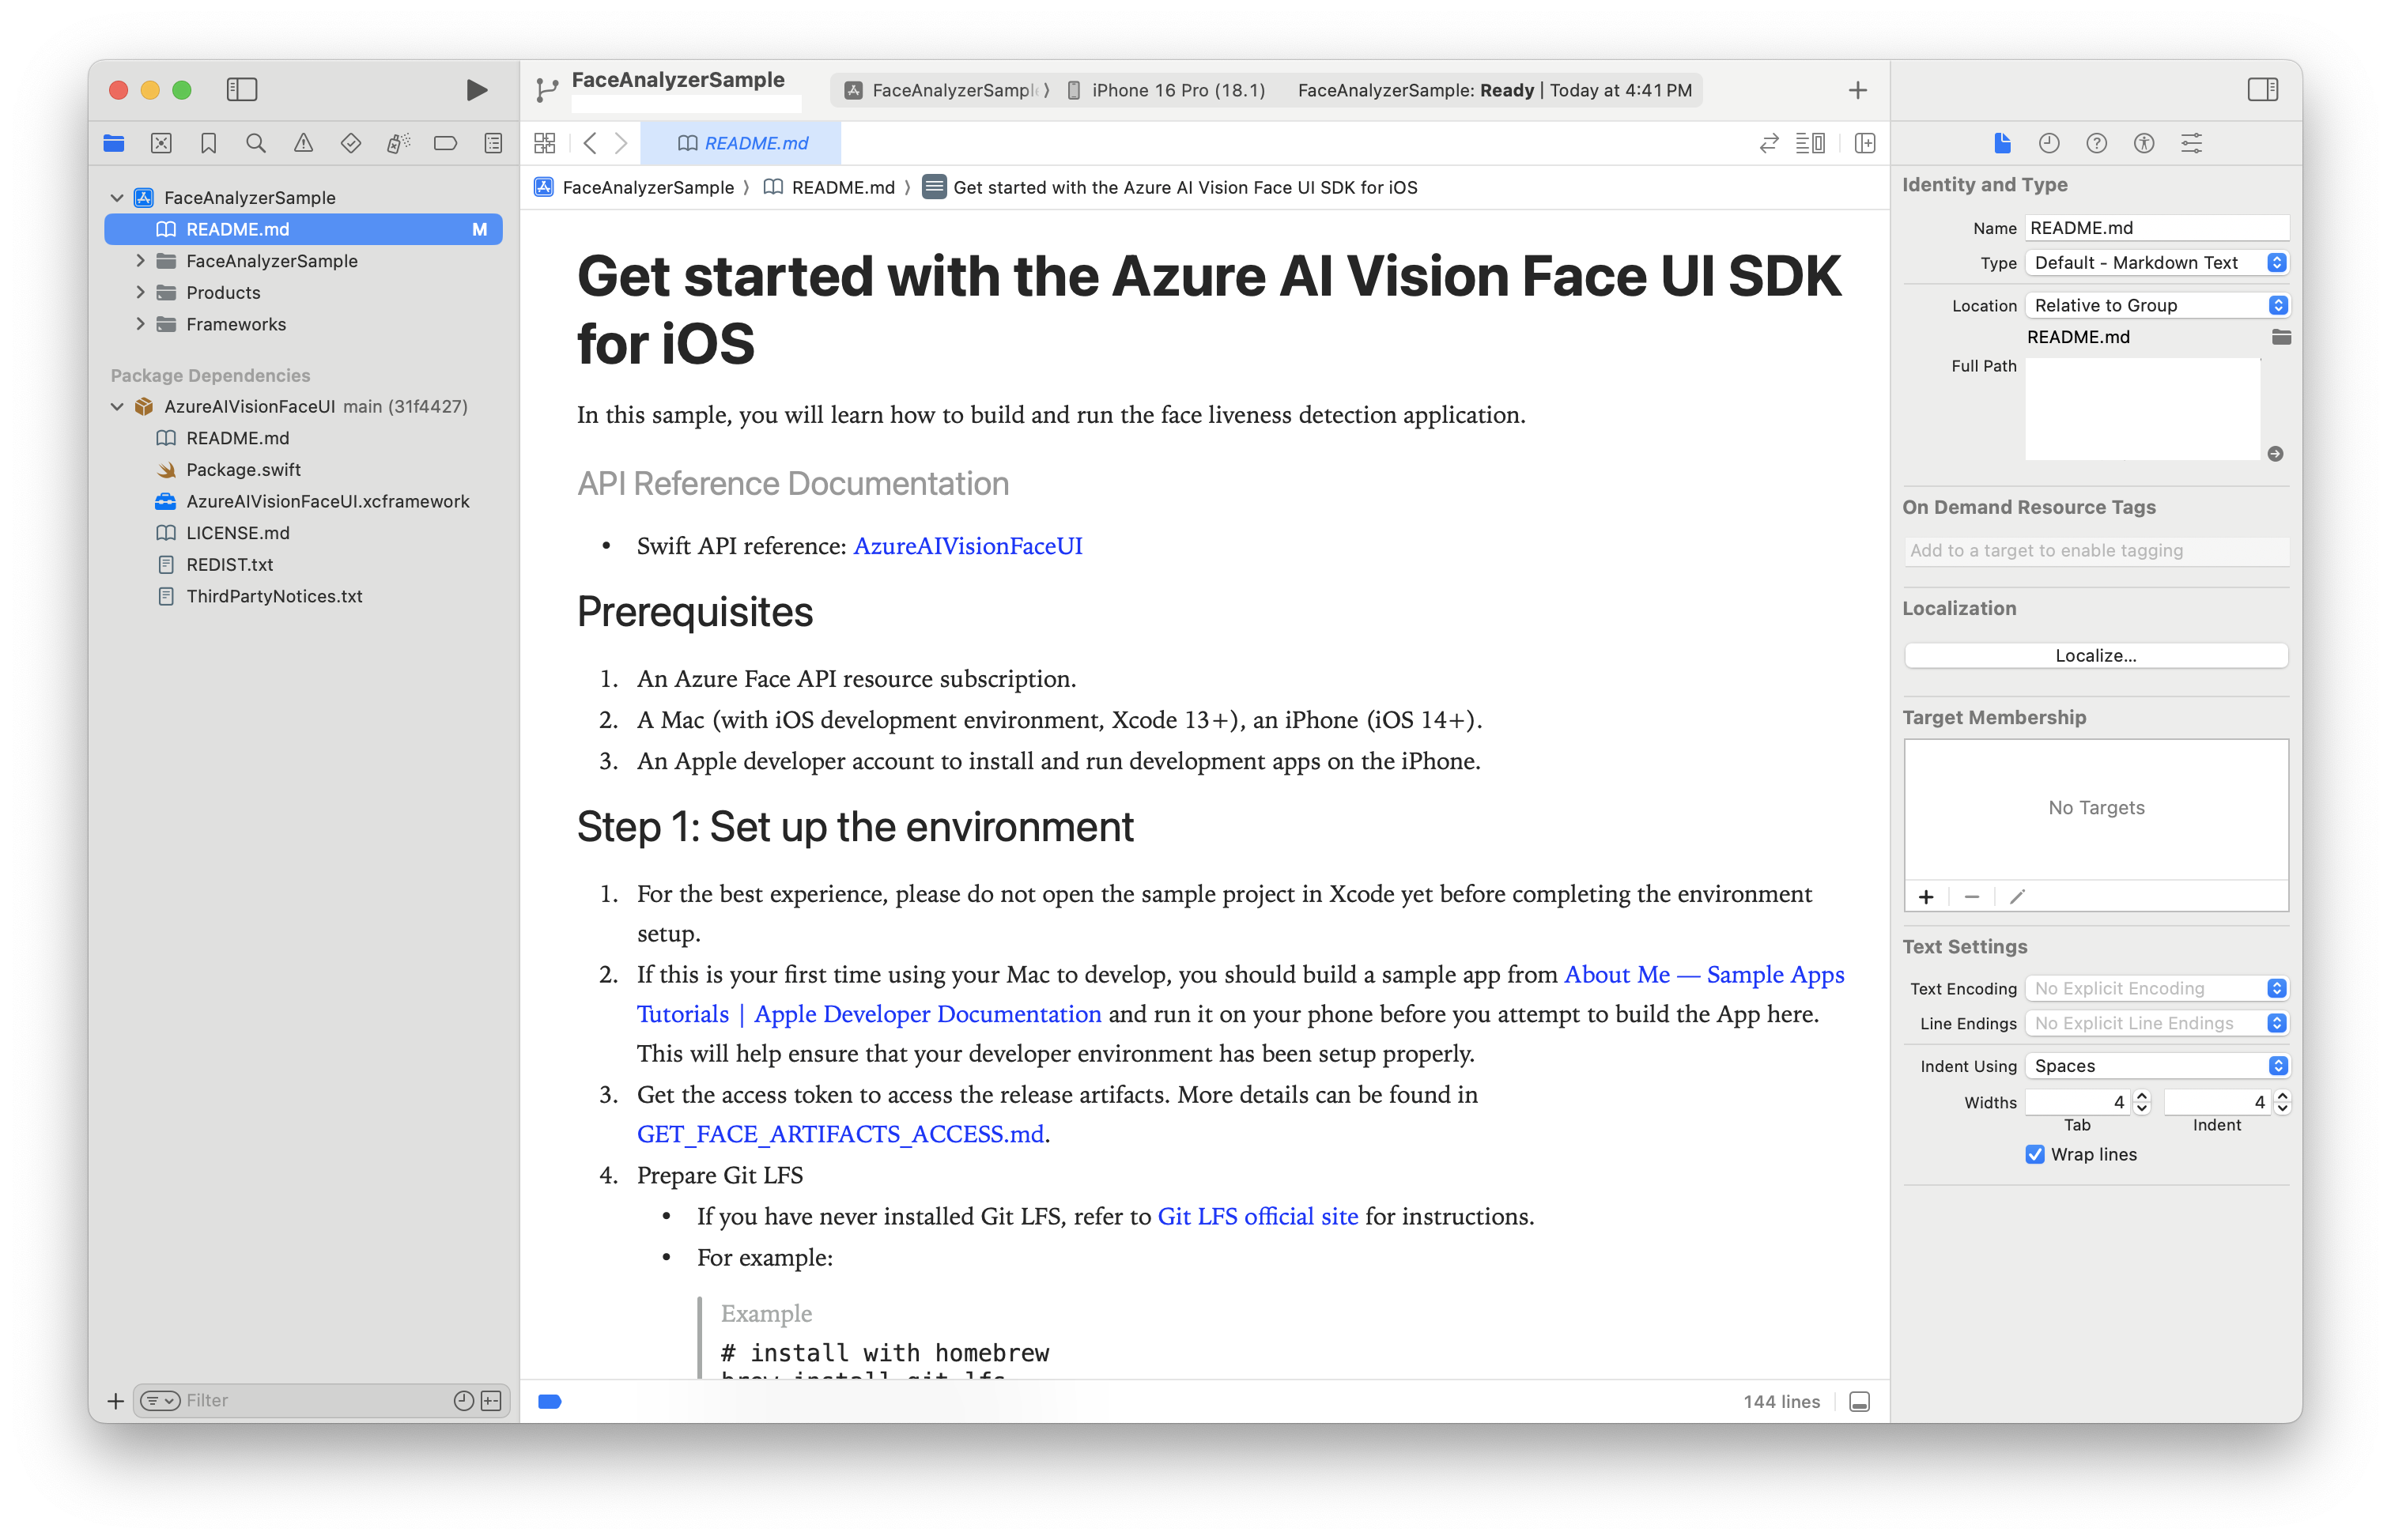 FaceAnalyzerSample
FaceAnalyzerSampl
iPhone 16 Pro (18.1)
FaceAnalyzerSample: Ready | Today at 4:41 PM
README.md
FaceAnalyzerSample
README.md
Get started with the Azure AI Vision Face UI SDK for iOS
FaceAnalyzerSample
README.md M
FaceAnalyzerSample
Products
Frameworks
Package Dependencies
AzureAIVisionFaceUI main (31f4427)
README.md
Package.swift
AzureAIVisionFaceUI.xcframework
LICENSE.md
REDIST.txt
ThirdPartyNotices.txt
Filter
Get started with the Azure AI Vision Face UI SDK
for iOS
In this sample, you will learn how to build and run the face liveness detection application.
API Reference Documentation
• Swift API reference: AzureAIVisionFaceUI
Prerequisites
1. An Azure Face API resource subscription.
2. A Mac (with iOS development environment, Xcode 13+), an iPhone (iOS 14+).
3. An Apple developer account to install and run development apps on the iPhone.
Step 1: Set up the environment
1. For the best experience, please do not open the sample project in Xcode yet before completing the environment
setup.
2. If this is your first time using your Mac to develop, you should build a sample app from About Me — Sample Apps
Tutorials | Apple Developer Documentation and run it on your phone before you attempt to build the App here.
This will help ensure that your developer environment has been setup properly.
3. Get the access token to access the release artifacts. More details can be found in
GET_FACE_ARTIFACTS_ACCESS.md.
4. Prepare Git LFS
• If you have never installed Git LFS, refer to Git LFS official site for instructions.
• For example:
Example
# install with homebrew
brew install git-lfs
144 lines
Identity and Type
Name README.md
Type Default - Markdown Text
Location Relative to Group
README.md
Full Path
On Demand Resource Tags
Add to a target to enable tagging
Localization
Localize...
Target Membership
No Targets
Text Settings
Text Encoding No Explicit Encoding
Line Endings No Explicit Line Endings
Indent Using Spaces
Widths 4 4
Tab Indent
Wrap lines